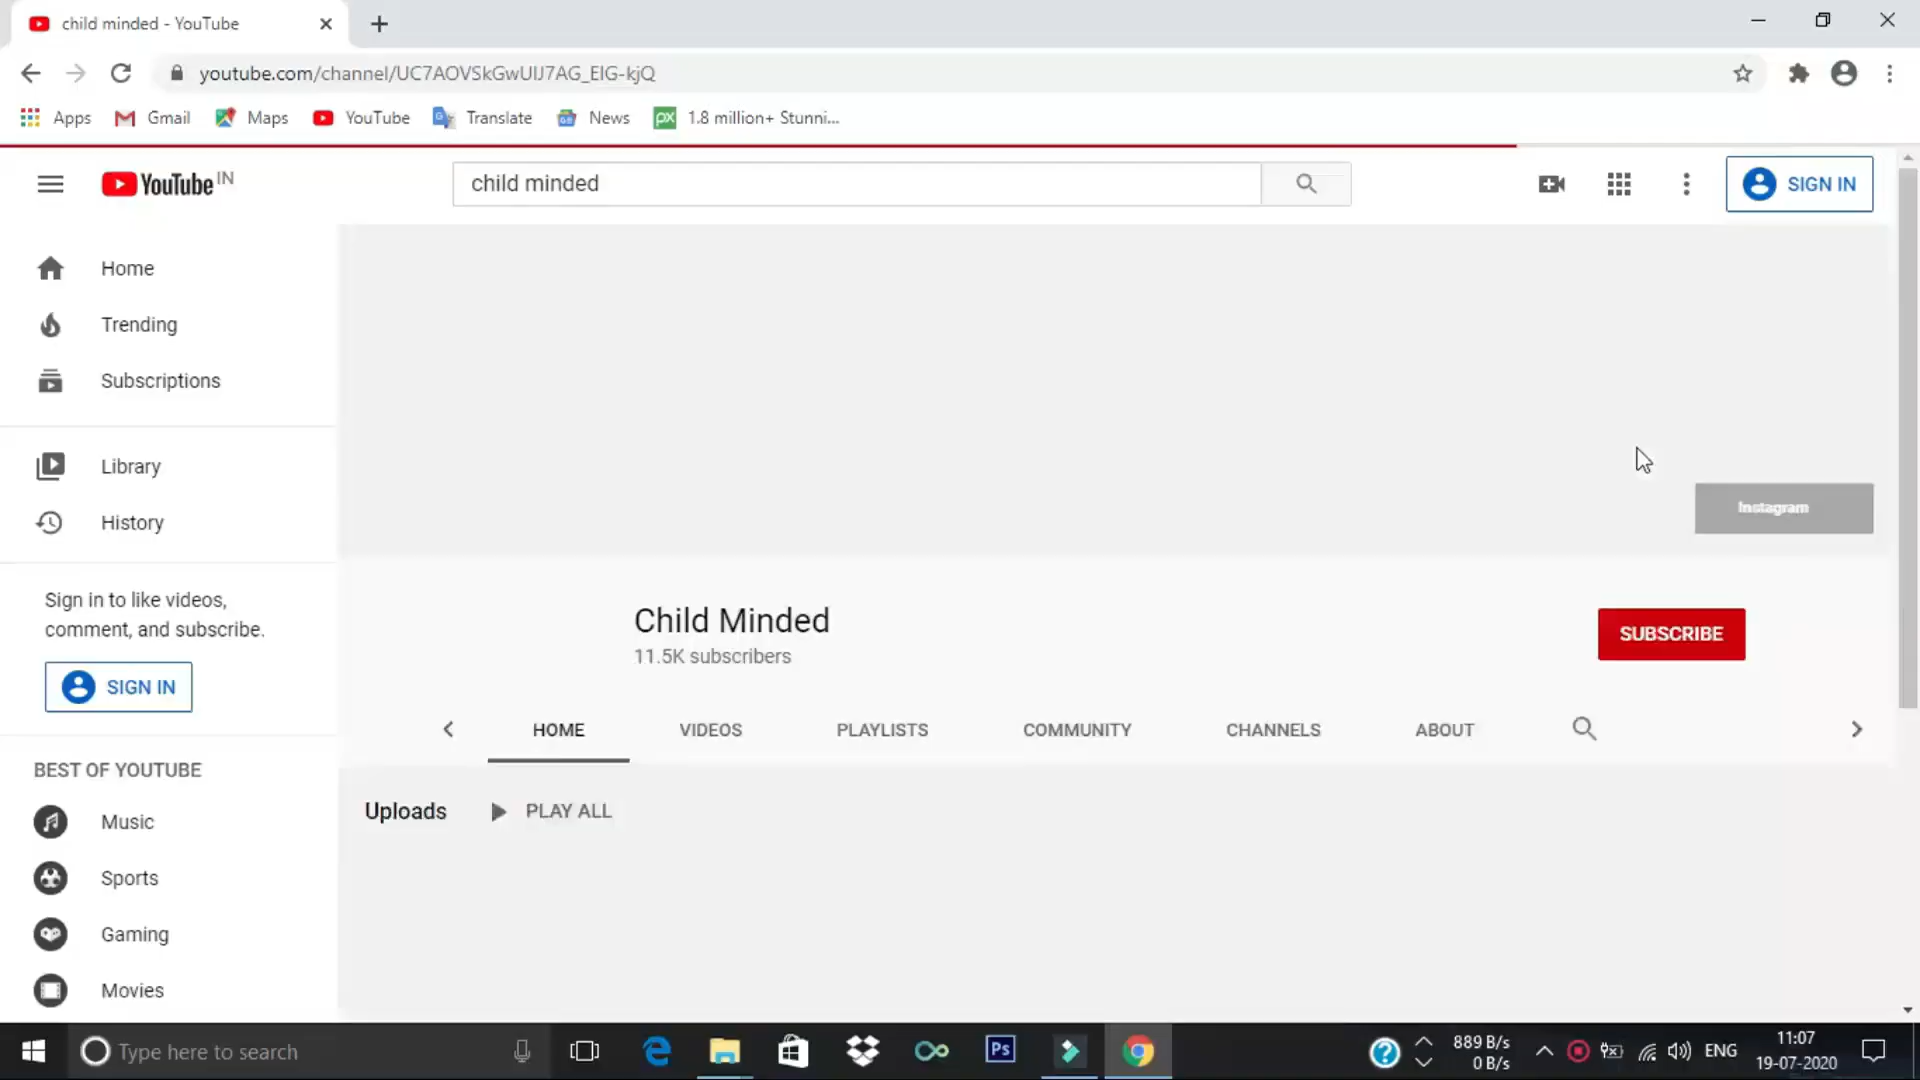 child minded - YouTube
youtube.com/channel/UC7AOVSkGwUIJ7AG_EIG-kjQ
Apps Gmail Maps YouTube Translate News 1.8 million+ Stunni...
YouTube IN
child minded
SIGN IN
Home
Trending
Subscriptions
Library
History
Sign in to like videos,
comment, and subscribe.
SIGN IN
BEST OF YOUTUBE
Music
Sports
Gaming
Movies
Instagram
Child Minded
11.5K subscribers
SUBSCRIBE
HOME VIDEOS PLAYLISTS COMMUNITY CHANNELS ABOUT
Uploads PLAY ALL
Type here to search
Ps
889 B/s
0 B/s
ENG
11:07
19-07-2020